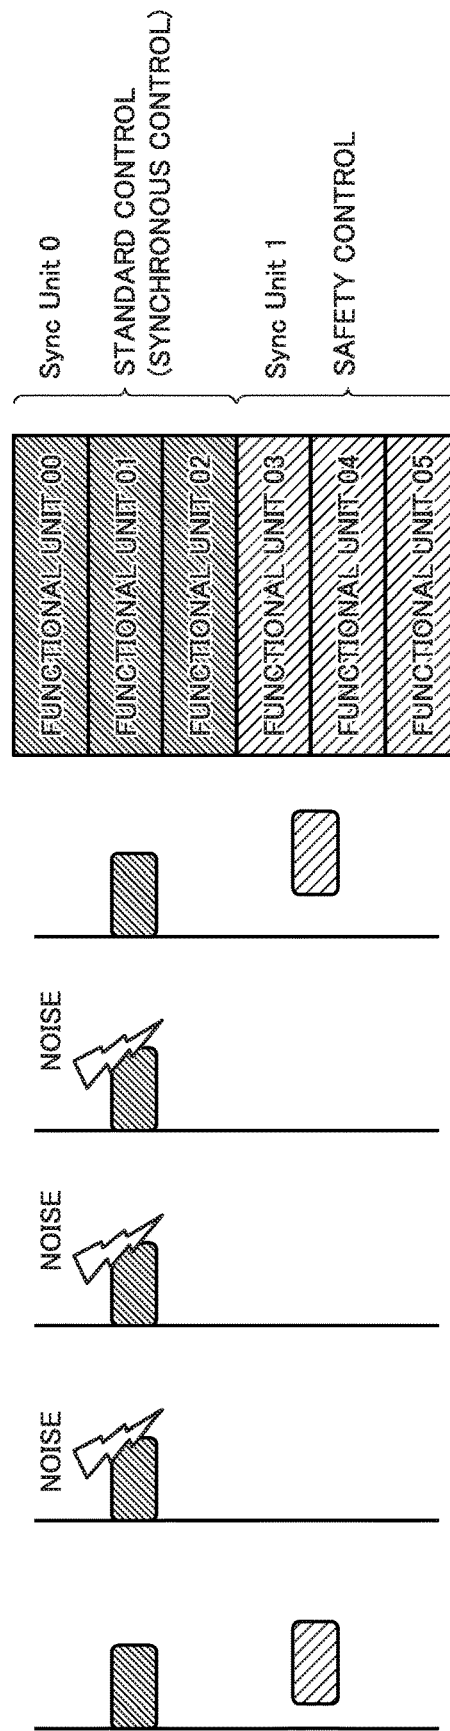 Sync Unit 0
STANDARD CONTROL
(SYNCHRONOUS CONTROL)
Sync Unit 1
SAFETY CONTROL
FUNCTIONAL UNIT 00
FUNCTIONAL UNIT 01
FUNCTIONAL UNIT 02
FUNCTIONAL UNIT 03
FUNCTIONAL UNIT 04
FUNCTIONAL UNIT 05
NOISE
NOISE
NOISE